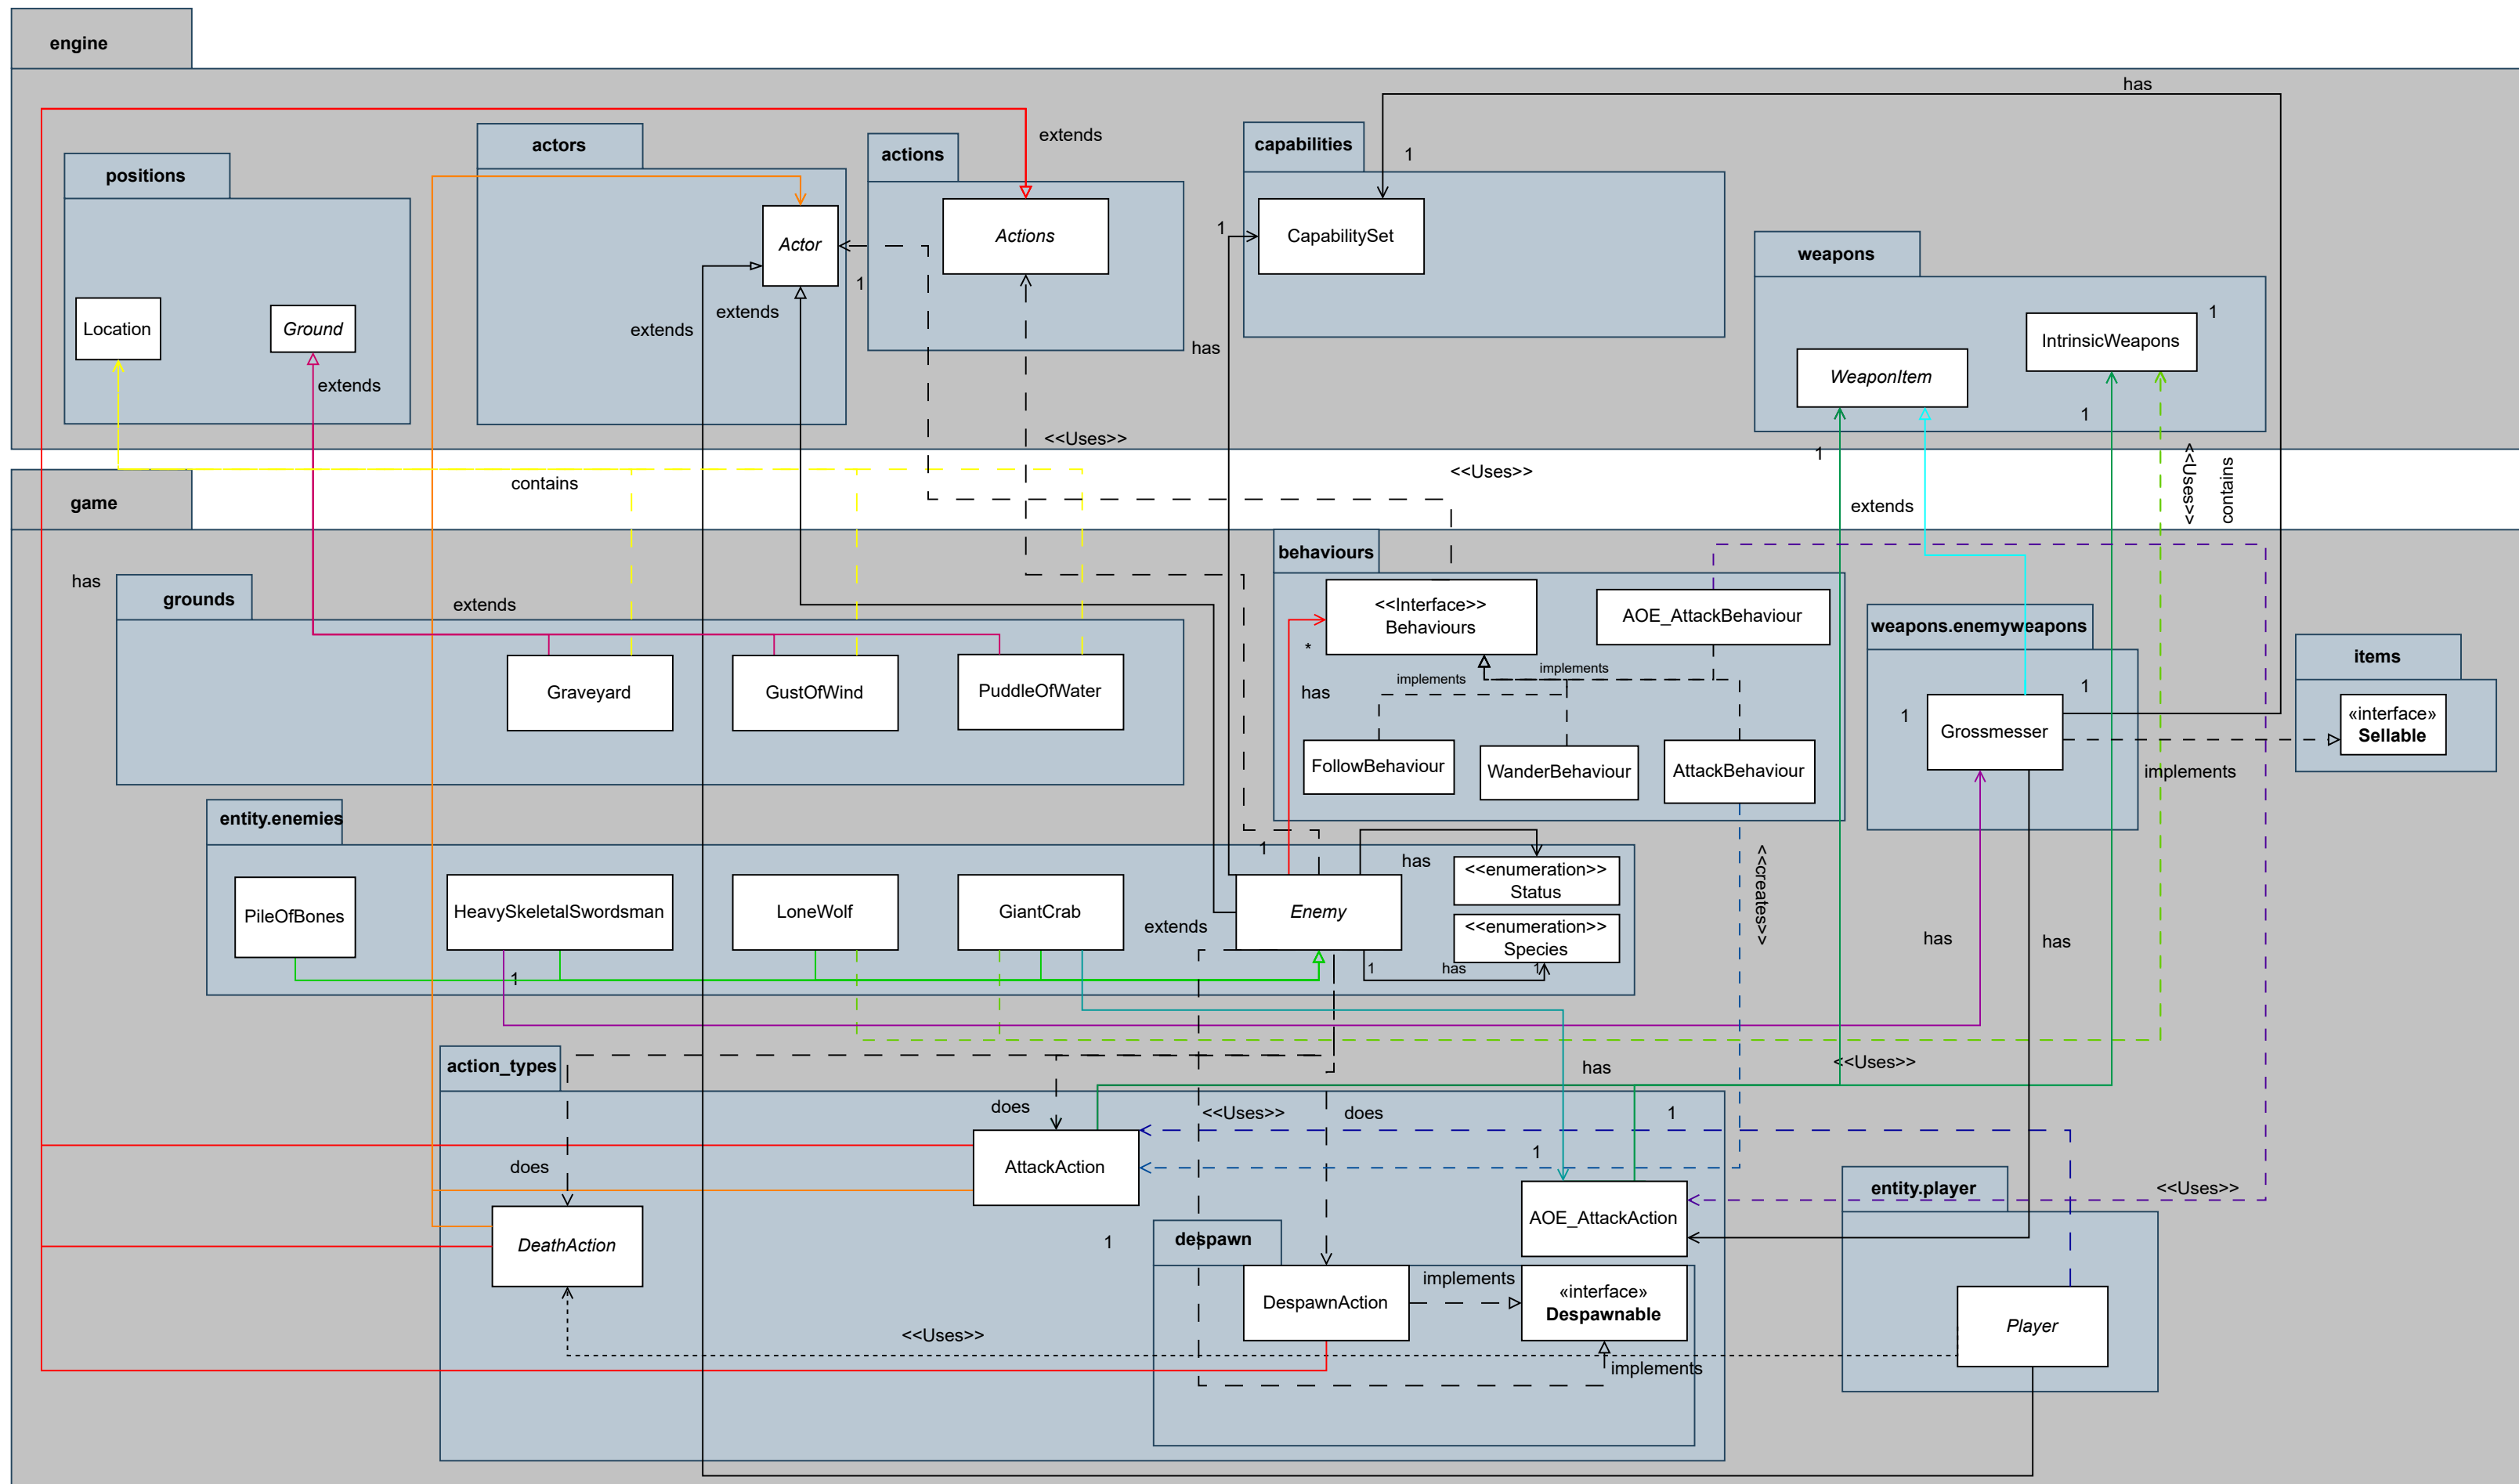 engine
has
extends
actors
capabilities
1
actions
positions
Actor
Actions
1
CapabilitySet
weapons
1
extends
extends
1
IntrinsicWeapons
Location
Ground
has
WeaponItem
extends
1
<<Uses>>
1
<<Uses>>
contains
<<Uses>>
contains
game
extends
behaviours
has
grounds
extends
<<Interface>>
Behaviours
AOE_AttackBehaviour
weapons.enemyweapons
*
implements
implements
items
Graveyard
GustOfWind
PuddleOfWater
has
1
1
«interface»
Sellable
Grossmesser
FollowBehaviour
WanderBehaviour
AttackBehaviour
implements
entity.enemies
1
has
<<enumeration>>
Status
<<creates>>
PileOfBones
HeavySkeletalSwordsman
LoneWolf
GiantCrab
Enemy
extends
<<enumeration>>
Species
has
has
1
1
has
1
action_types
has
<<Uses>>
does
<<Uses>>
does
1
AttackAction
1
does
entity.player
<<Uses>>
AOE_AttackAction
DeathAction
1
despawn
implements
DespawnAction
«interface»
Despawnable
Player
<<Uses>>
implements